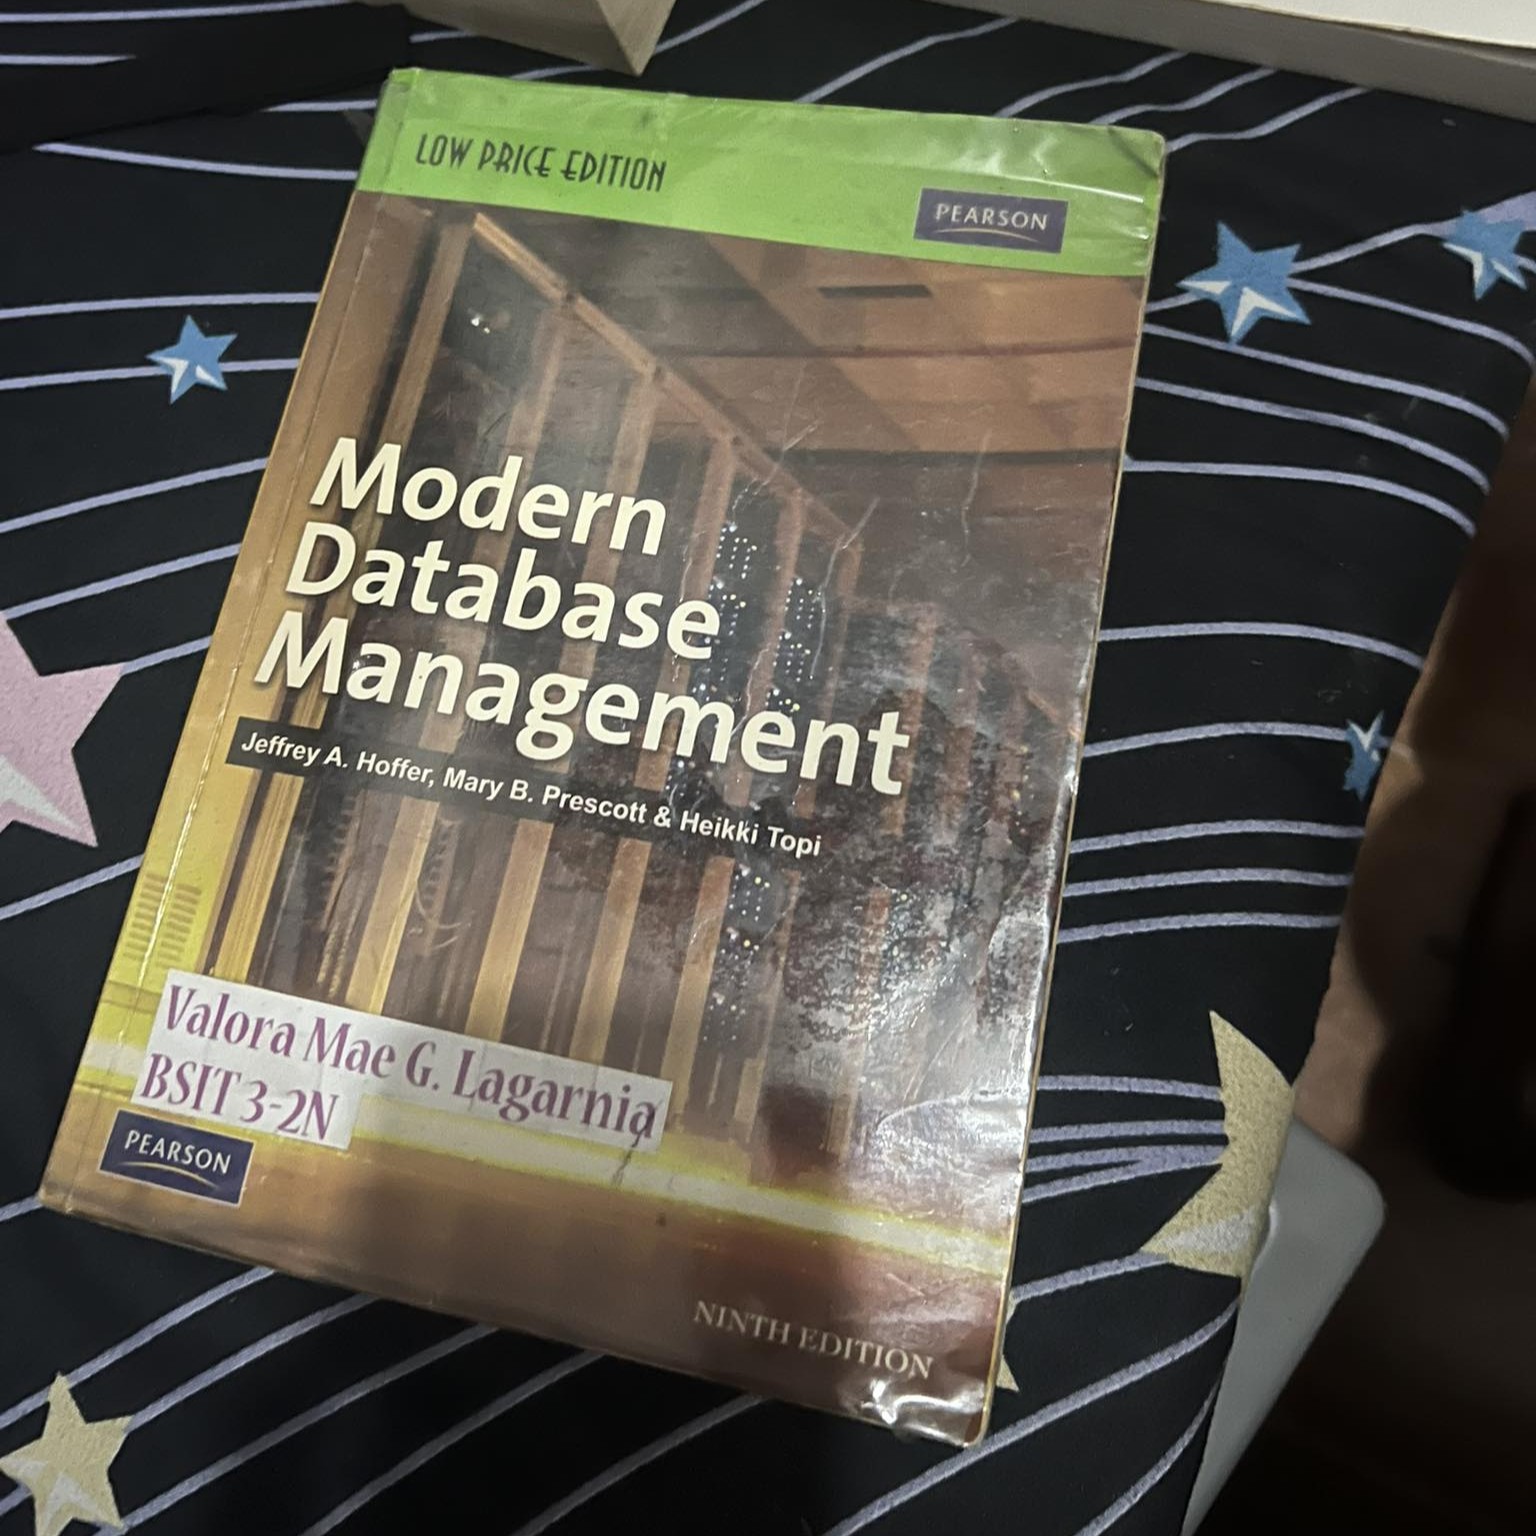 LOW PRICE EDITION
PEARSON
Modern
Database
Management
Jeffrey A. Hoffer, Mary B. Prescott & Heikki Topi
Valora Mae G. Lagarnia
BSIT 3-2N
PEARSON
NINTH EDITION